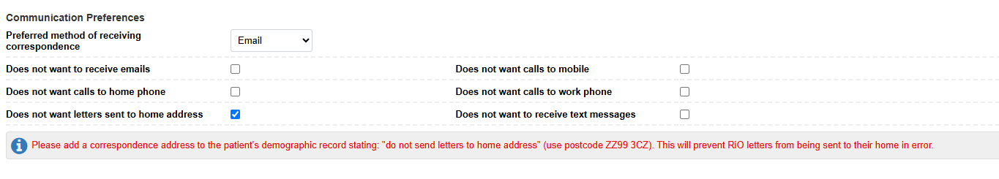 Communication Preferences
Preferred method of receiving
correspondence
Email
Does not want to receive emails
Does not want calls to mobile
Does not want calls to home phone
Does not want calls to work phone
Does not want letters sent to home address
Does not want to receive text messages
Please add a correspondence address to the patient's demographic record stating: "do not send letters to home address" (use postcode ZZ99 3CZ). This will prevent RiO letters from being sent to their home in error.